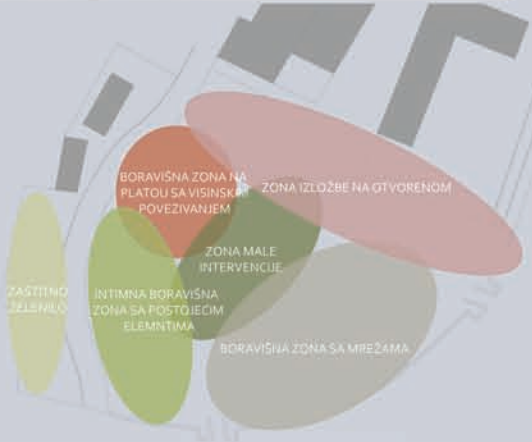 BORAVIŠNA ZONA NA
PLATOU SA VISINSKIM
POVEZIVANJEM
ZONA IZLOŽBE NA OTVORENOM
ZONA MALE
INTERVENCIJE
ZAŠTITNO
ZELENILO
INTIMNA BORAVIŠNA
ZONA SA POSTOJEĆIM
ELEMNTIMA
BORAVIŠNA ZONA SA MREŽAMA